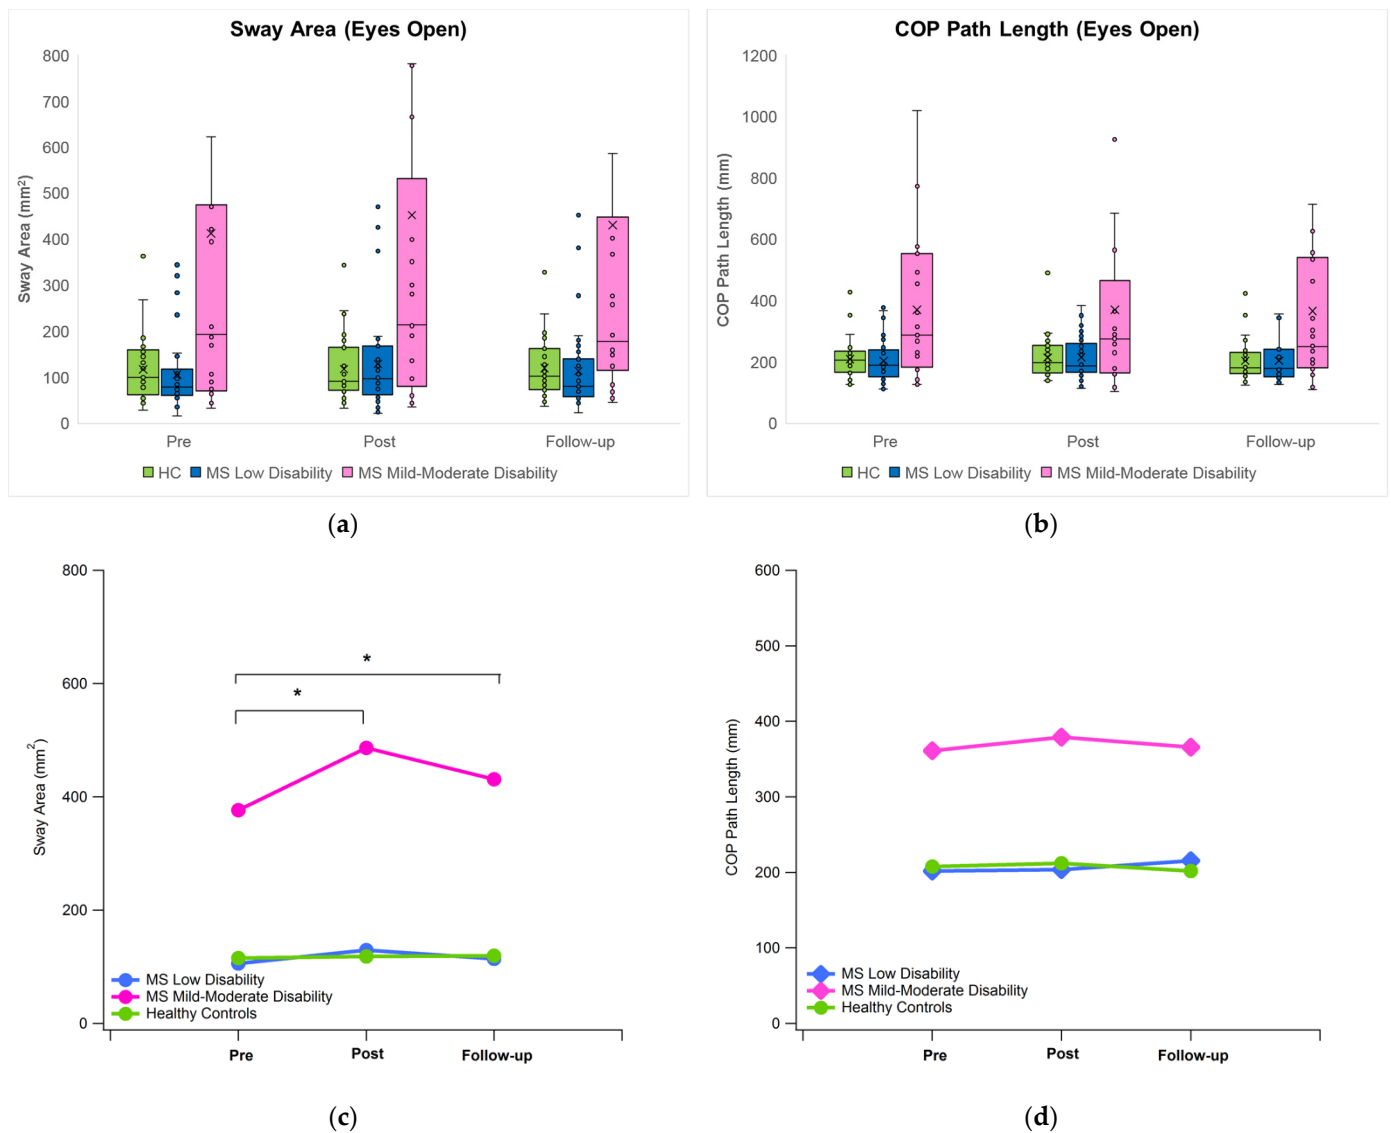 Sway Area (Eyes Open)
800
700
600
500
400
300
200
100
0
Sway Area (mm²)
Pre Post Follow-up
HC MS Low Disability MS Mild-Moderate Disability
(a)
COP Path Length (Eyes Open)
1200
1000
800
600
400
200
0
COP Path Length (mm)
Pre Post Follow-up
HC MS Low Disability MS Mild-Moderate Disability
(b)
800
600
400
200
0
Sway Area (mm²)
*
*
MS Low Disability
MS Mild-Moderate Disability
Healthy Controls
Pre Post Follow-up
(c)
600
500
400
300
200
100
0
COP Path Length (mm)
MS Low Disability
MS Mild-Moderate Disability
Healthy Controls
Pre Post Follow-up
(d)